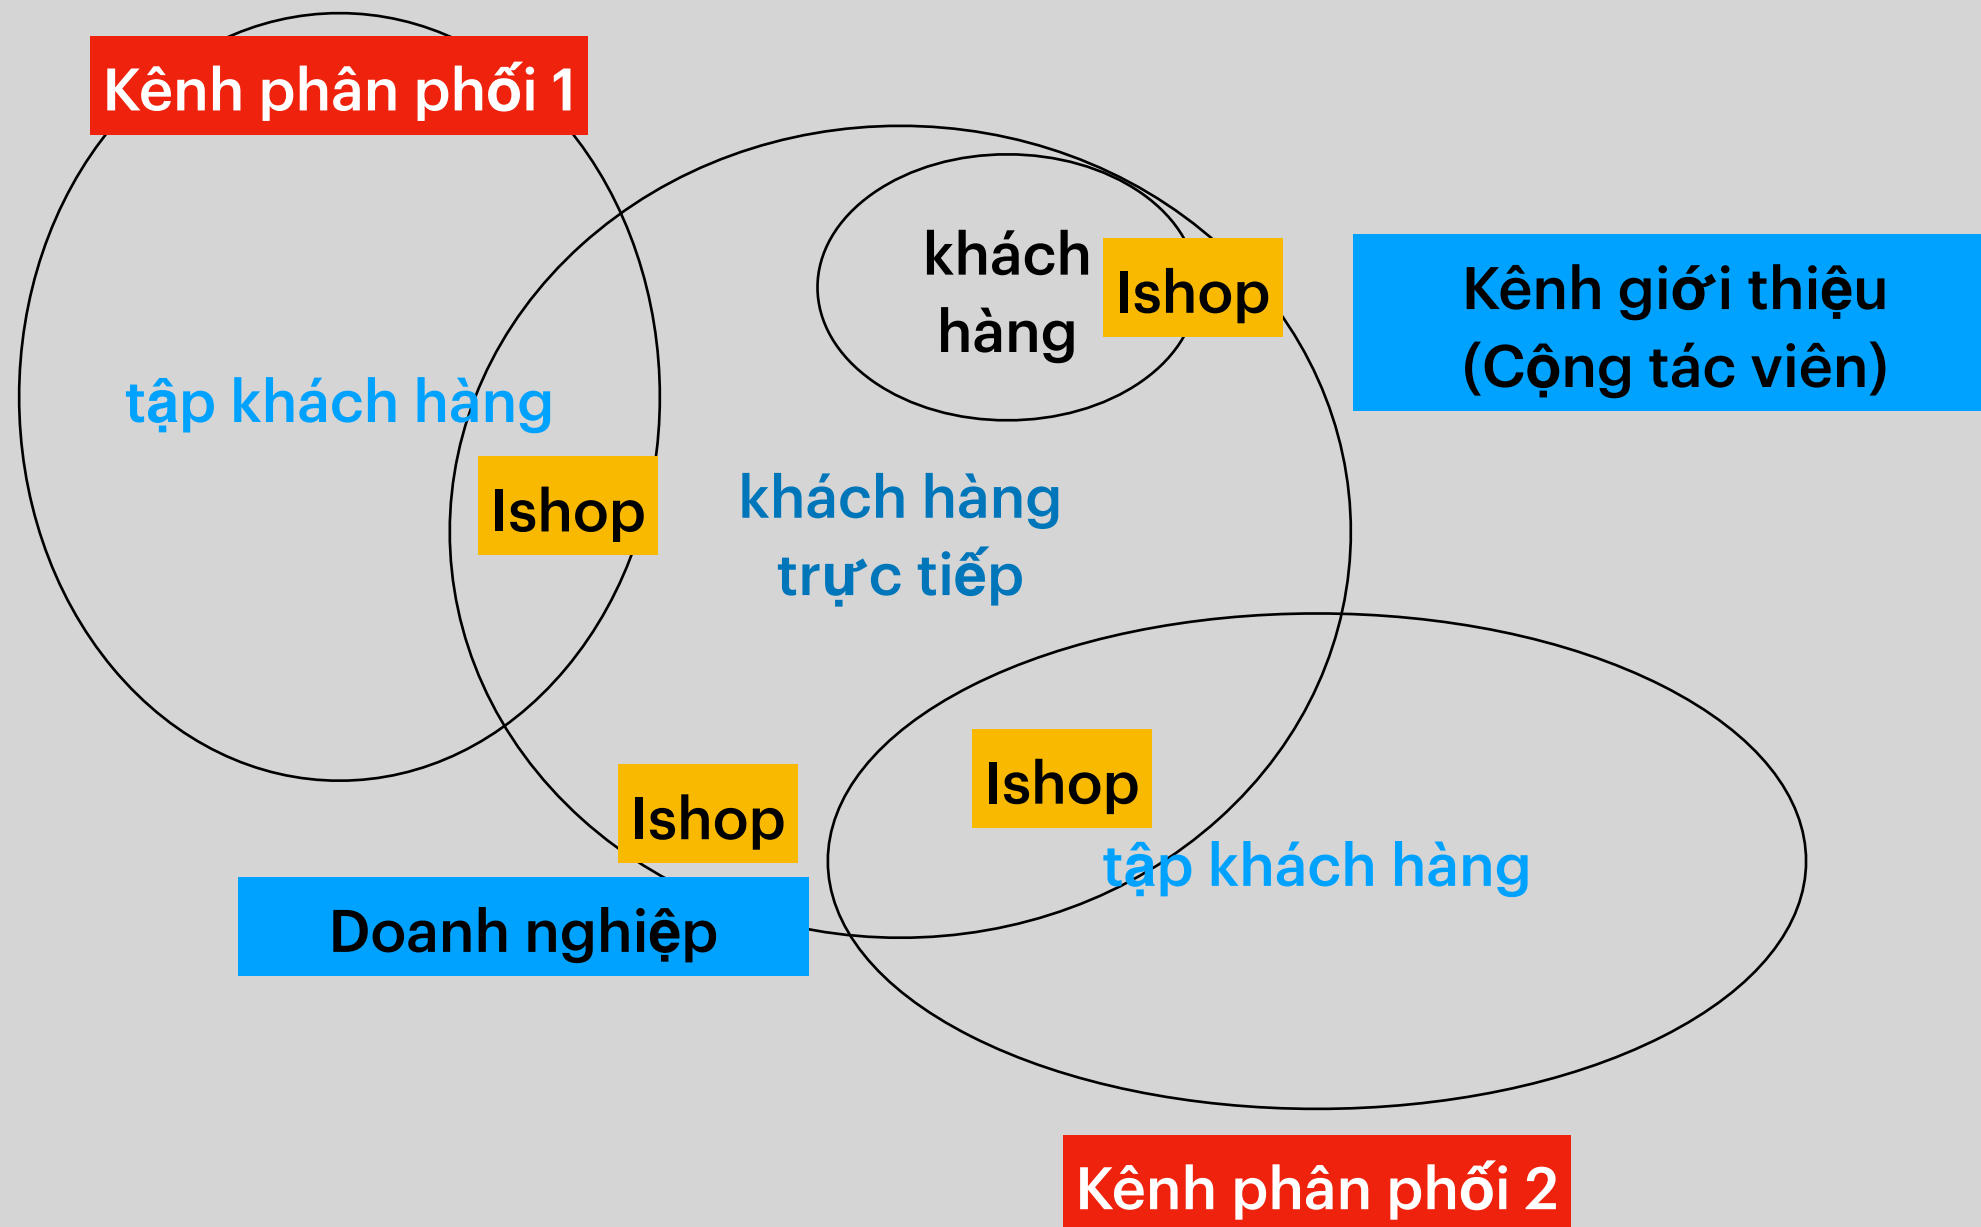 Kênh phân phối 1
khách
hàng
Ishop
Kênh giới thiệu
(Cộng tác viên)
tập khách hàng
Ishop
khách hàng
trực tiếp
Ishop
Ishop
tập khách hàng
Doanh nghiệp
Kênh phân phối 2